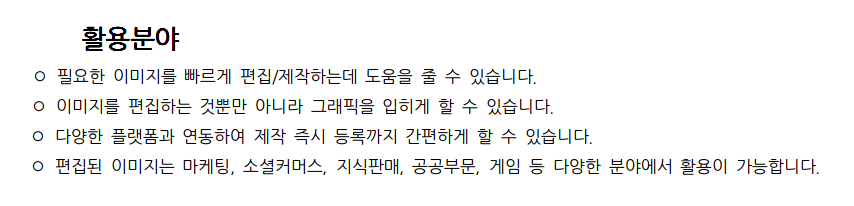 활용분야
○ 필요한 이미지를 빠르게 편집/제작하는데 도움을 줄 수 있습니다.
○ 이미지를 편집하는 것뿐만 아니라 그래픽을 입히게 할 수 있습니다.
○ 다양한 플랫폼과 연동하여 제작 즉시 등록까지 간편하게 할 수 있습니다.
○ 편집된 이미지는 마케팅, 소셜커머스, 지식판매, 공공부문, 게임 등 다양한 분야에서 활용이 가능합니다.